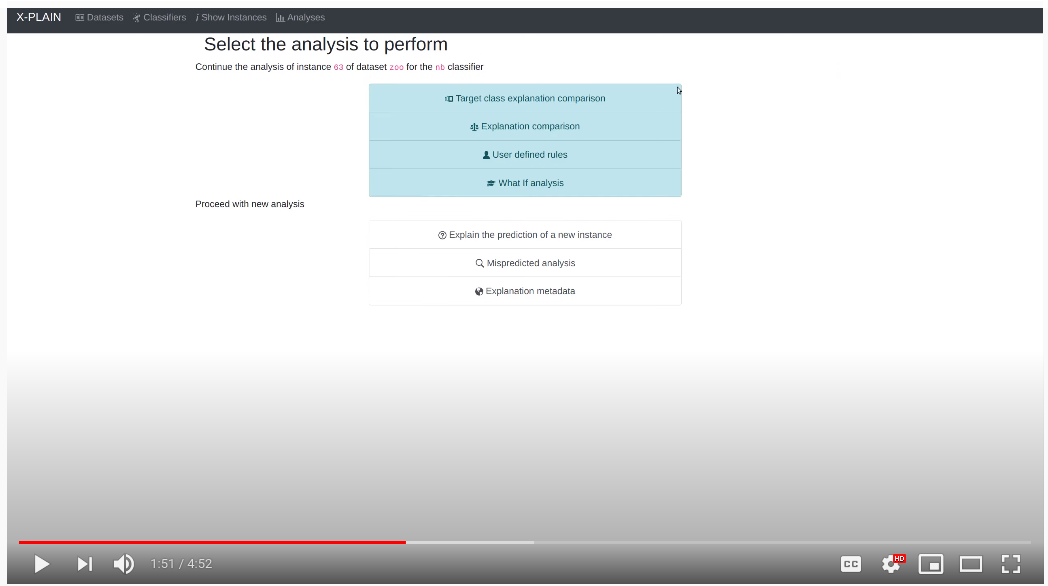 X-PLAIN Datasets Classifiers i Show Instances Analyses
Select the analysis to perform
Continue the analysis of instance 63 of dataset zoo for the nb classifier
Target class explanation comparison
Explanation comparison
User defined rules
What If analysis
Proceed with new analysis
Explain the prediction of a new instance
Mispredicted analysis
Explanation metadata
1:51 / 4:52 CC HD